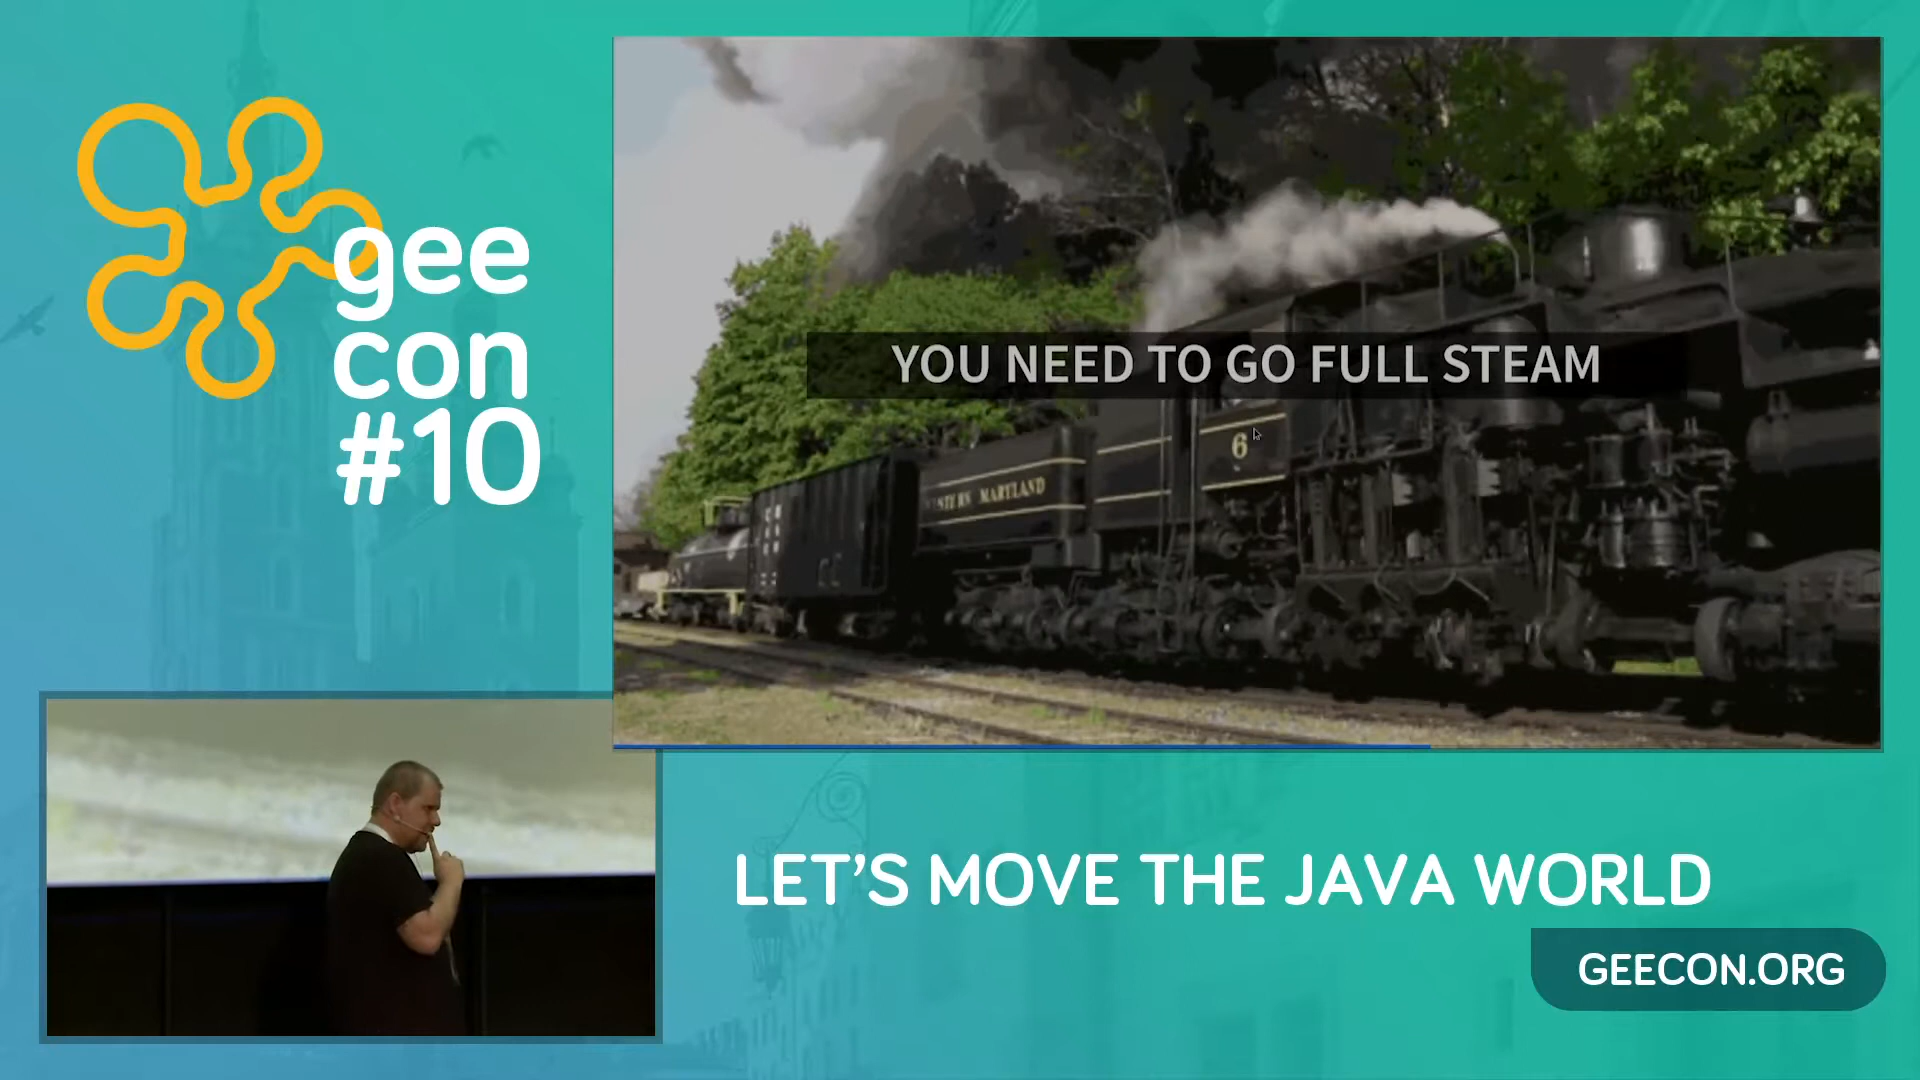 gee
con
#10
YOU NEED TO GO FULL STEAM
6
MARYLAND
LET'S MOVE THE JAVA WORLD
GEECON.ORG